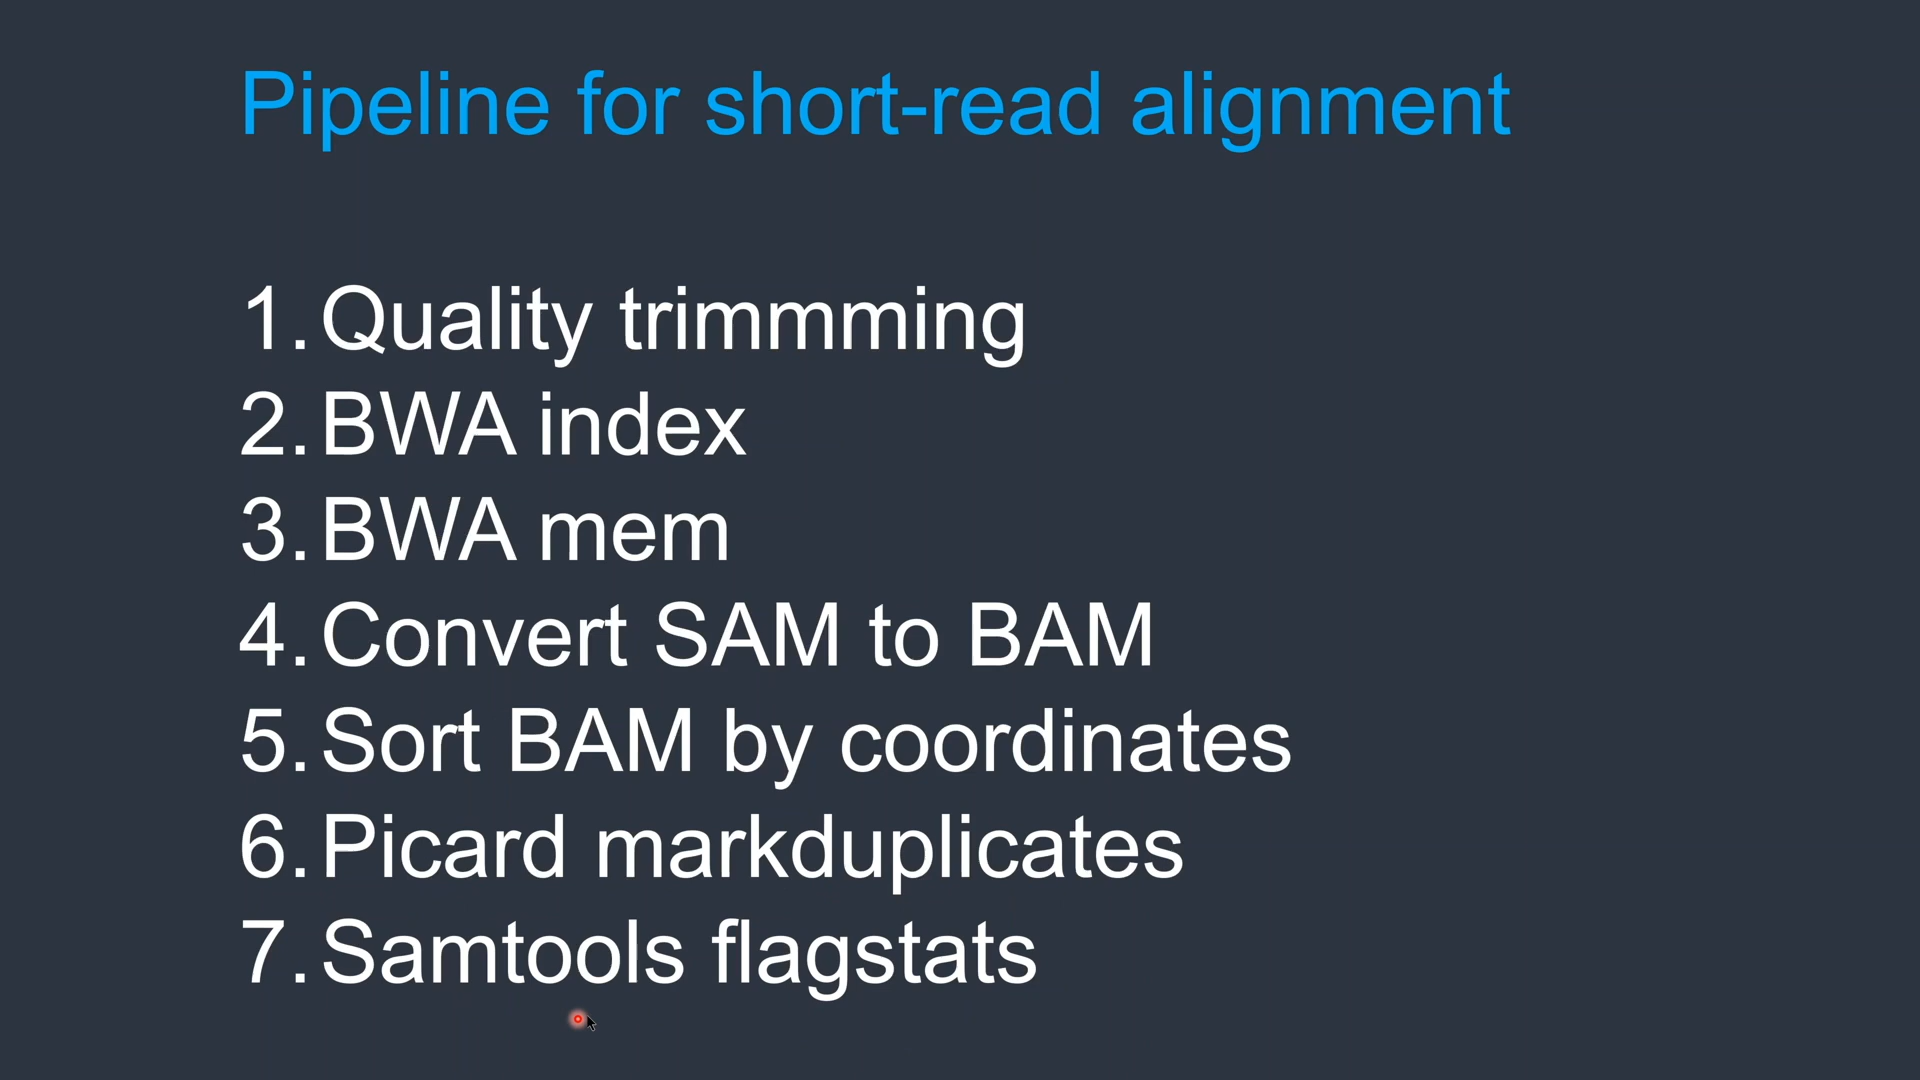 Pipeline for short-read alignment
1. Quality trimmming
2. BWA index
3. BWA mem
4. Convert SAM to BAM
5. Sort BAM by coordinates
6. Picard markduplicates
7. Samtools flagstats